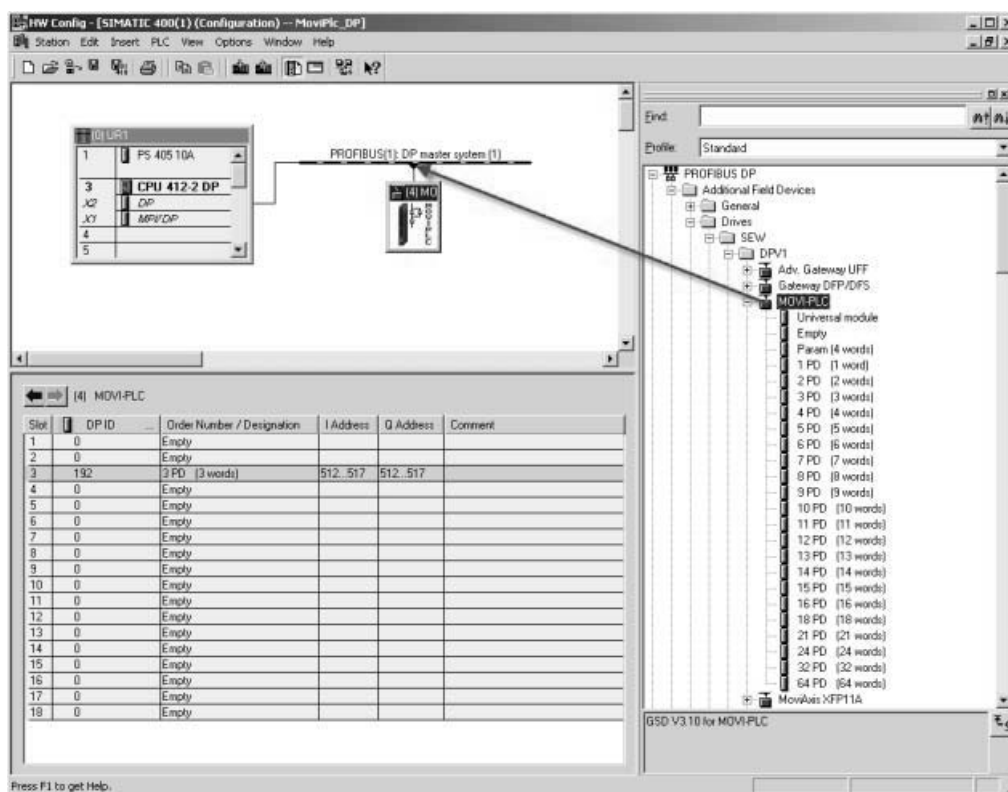 HW Config - [SIMATIC 400(1) (Configuration) -- MoviPlc_DP]
Station Edit Insert PLC View Options Window Help
(0) UR1
1 PS 405 10A
3 CPU 412-2 DP
X2 DP
X1 MPI/DP
4
5
PROFIBUS(1): DP master system (1)
(4) MO
Find:
Profile: Standard
PROFIBUS DP
Additional Field Devices
General
Drives
SEW
DPV1
Adv. Gateway UFF
Gateway DFP/DFS
MOVI-PLC
Universal module
Empty
Param (4 words)
1 PD (1 word)
2 PD (2 words)
3 PD (3 words)
4 PD (4 words)
5 PD (5 words)
6 PD (6 words)
7 PD (7 words)
8 PD (8 words)
9 PD (9 words)
10 PD (10 words)
11 PD (11 words)
12 PD (12 words)
13 PD (13 words)
14 PD (14 words)
15 PD (15 words)
16 PD (16 words)
18 PD (18 words)
21 PD (21 words)
24 PD (24 words)
32 PD (32 words)
64 PD (64 words)
MoviAxis XFP11A
GSD V3.10 for MOVI-PLC
(4) MOVI-PLC
Slot DP ID ... Order Number / Designation I Address Q Address Comment
1 0 Empty
2 0 Empty
3 192 3 PD (3 words) 512...517 512...517
4 0 Empty
5 0 Empty
6 0 Empty
7 0 Empty
8 0 Empty
9 0 Empty
10 0 Empty
11 0 Empty
12 0 Empty
13 0 Empty
14 0 Empty
15 0 Empty
16 0 Empty
17 0 Empty
18 0 Empty
Press F1 to get Help.